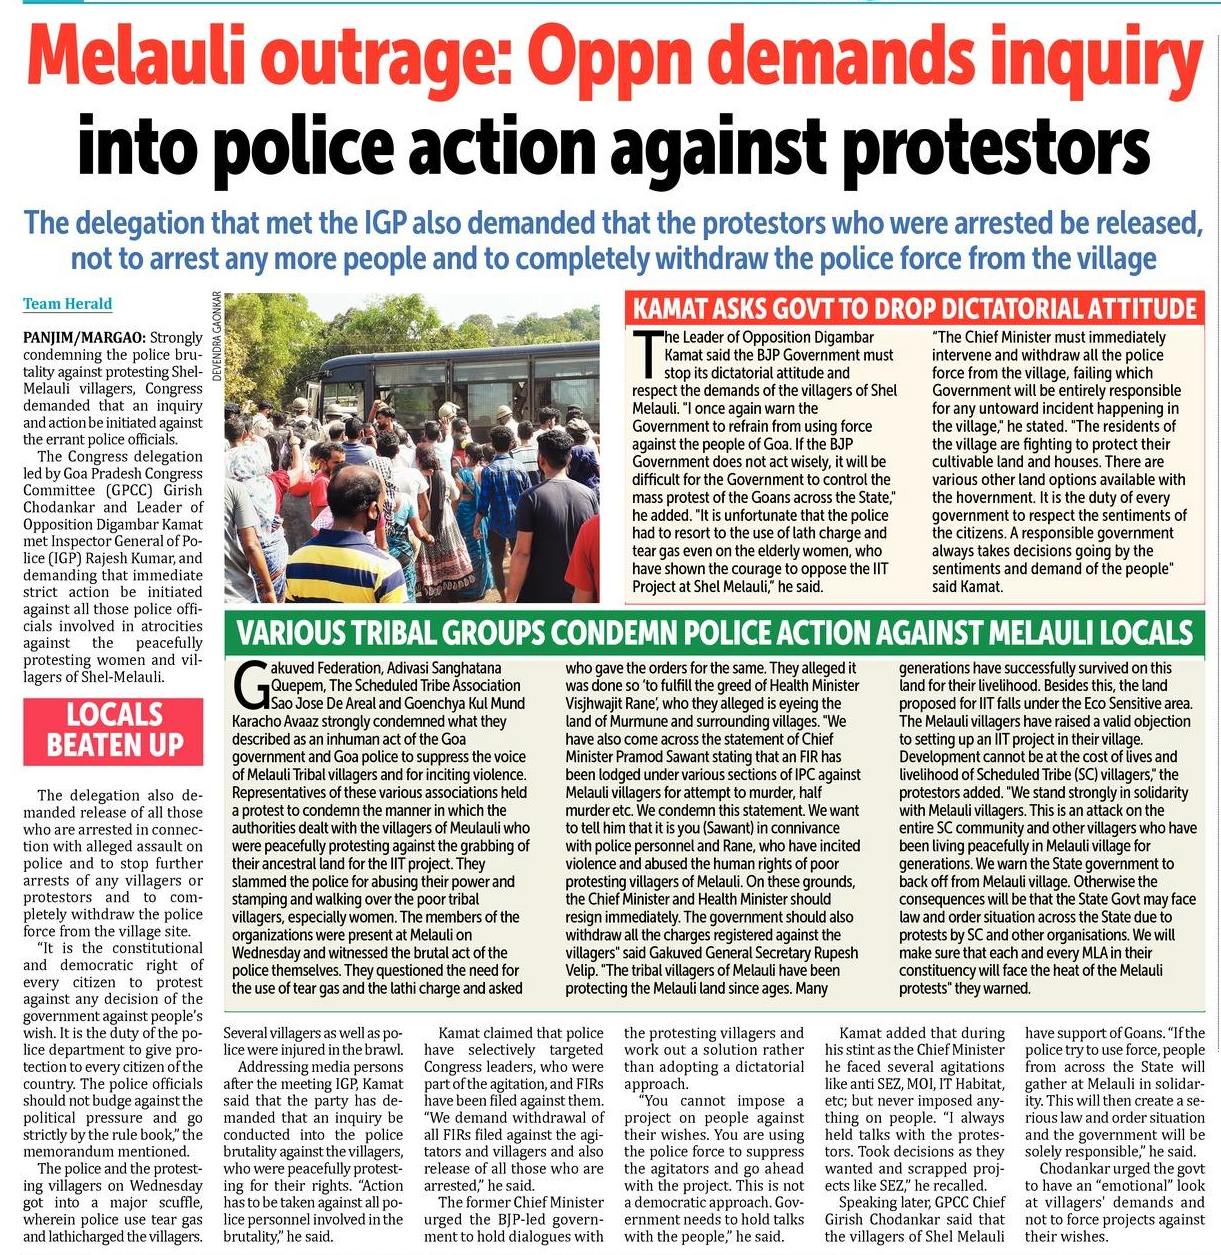 Melauli outrage: Oppn demands inquiry
into police action against protestors
The delegation that met the IGP also demanded that the protestors who were arrested be released,
not to arrest any more people and to completely withdraw the police force from the village
Team Herald
PANJIM/MARGAO: Strongly
condemning the police bru-
tality against protesting Shel-
Melauli villagers, Congress
demanded that an inquiry
and action be initiated against
the errant police officials.
The Congress delegation
led by Goa Pradesh Congress
Committee (GPCC) Girish
Chodankar and Leader of
Opposition Digambar Kamat
met Inspector General of Po-
lice (IGP) Rajesh Kumar, and
demanding that immediate
strict action be initiated
against all those police offi-
cials involved in atrocities
against the peacefully
protesting women and vil-
lagers of Shel-Melauli.
LOCALS
BEATEN UP
The delegation also de-
manded release of all those
who are arrested in connec-
tion with alleged assault on
police and to stop further
arrests of any villagers or
protestors and to com-
pletely withdraw the police
force from the village site.
"It is the constitutional
and democratic right of
every citizen to protest
against any decision of the
government against people's
wish. It is the duty of the po-
lice department to give pro-
tection to every citizen of the
country. The police officials
should not budge against the
political pressure and go
strictly by the rule book," the
memorandum mentioned.
The police and the protest-
ing villagers on Wednesday
got into a major scuffle,
wherein police use tear gas
and lathicharged the villagers.
DEVENDRA GAONKAR
KAMAT ASKS GOVT TO DROP DICTATORIAL ATTITUDE
The Leader of Opposition Digambar
Kamat said the BJP Government must
stop its dictatorial attitude and
respect the demands of the villagers of Shel
Melauli. "I once again warn the
Government to refrain from using force
against the people of Goa. If the BJP
Government does not act wisely, it will be
difficult for the Government to control the
mass protest of the Goans across the State,"
he added. "It is unfortunate that the police
had to resort to the use of lath charge and
tear gas even on the elderly women, who
have shown the courage to oppose the IIT
Project at Shel Melauli," he said.
"The Chief Minister must immediately
intervene and withdraw all the police
force from the village, failing which
Government will be entirely responsible
for any untoward incident happening in
the village," he stated. "The residents of
the village are fighting to protect their
cultivable land and houses. There are
various other land options available with
the hovernment. It is the duty of every
government to respect the sentiments of
the citizens. A responsible government
always takes decisions going by the
sentiments and demand of the people"
said Kamat.
VARIOUS TRIBAL GROUPS CONDEMN POLICE ACTION AGAINST MELAULI LOCALS
Gakuved Federation, Adivasi Sanghatana
Quepem, The Scheduled Tribe Association
Sao Jose De Areal and Goenchya Kul Mund
Karacho Avaaz strongly condemned what they
described as an inhuman act of the Goa
government and Goa police to suppress the voice
of Melauli Tribal villagers and for inciting violence.
Representatives of these various associations held
a protest to condemn the manner in which the
authorities dealt with the villagers of Meulauli who
were peacefully protesting against the grabbing of
their ancestral land for the IIT project. They
slammed the police for abusing their power and
stamping and walking over the poor tribal
villagers, especially women. The members of the
organizations were present at Melauli on
Wednesday and witnessed the brutal act of the
police themselves. They questioned the need for
the use of tear gas and the lathi charge and asked
who gave the orders for the same. They alleged it
was done so 'to fulfill the greed of Health Minister
Visjhwajit Rane', who they alleged is eyeing the
land of Murmune and surrounding villages. "We
have also come across the statement of Chief
Minister Pramod Sawant stating that an FIR has
been lodged under various sections of IPC against
Melauli villagers for attempt to murder, half
murder etc. We condemn this statement. We want
to tell him that it is you (Sawant) in connivance
with police personnel and Rane, who have incited
violence and abused the human rights of poor
protesting villagers of Melauli. On these grounds,
the Chief Minister and Health Minister should
resign immediately. The government should also
withdraw all the charges registered against the
villagers" said Gakuved General Secretary Rupesh
Velip. "The tribal villagers of Melauli have been
protecting the Melauli land since ages. Many
generations have successfully survived on this
land for their livelihood. Besides this, the land
proposed for IIT falls under the Eco Sensitive area.
The Melauli villagers have raised a valid objection
to setting up an IIT project in their village.
Development cannot be at the cost of lives and
livelihood of Scheduled Tribe (SC) villagers," the
protestors added. "We stand strongly in solidarity
with Melauli villagers. This is an attack on the
entire SC community and other villagers who have
been living peacefully in Melauli village for
generations. We warn the State government to
back off from Melauli village. Otherwise the
consequences will be that the State Govt may face
law and order situation across the State due to
protests by SC and other organisations. We will
make sure that each and every MLA in their
constituency will face the heat of the Melauli
protests" they warned.
Several villagers as well as po-
lice were injured in the brawl.
Addressing media persons
after the meeting IGP, Kamat
said that the party has de-
manded that an inquiry be
conducted into the police
brutality against the villagers,
who were peacefully protest-
ing for their rights. "Action
has to be taken against all po-
lice personnel involved in the
brutality," he said.
Kamat claimed that police
have selectively targeted
Congress leaders, who were
part of the agitation, and FIRs
have been filed against them.
"We demand withdrawal of
all FIRs filed against the agi-
tators and villagers and also
release of all those who are
arrested," he said.
The former Chief Minister
urged the BJP-led govern-
ment to hold dialogues with
the protesting villagers and
work out a solution rather
than adopting a dictatorial
approach.
"You cannot impose a
project on people against
their wishes. You are using
the police force to suppress
the agitators and go ahead
with the project. This is not
a democratic approach. Gov-
ernment needs to hold talks
with the people," he said.
Kamat added that during
his stint as the Chief Minister
he faced several agitations
like anti SEZ, MOI, IT Habitat,
etc; but never imposed any-
thing on people. "I always
held talks with the protes-
tors. Took decisions as they
wanted and scrapped proj-
ects like SEZ," he recalled.
Speaking later, GPCC Chief
Girish Chodankar said that
the villagers of Shel Melauli
have support of Goans. "If the
police try to use force, people
from across the State will
gather at Melauli in solidar-
ity. This will then create a se-
rious law and order situation
and the government will be
solely responsible," he said.
Chodankar urged the govt
to have an "emotional" look
at villagers' demands and
not to force projects against
their wishes.